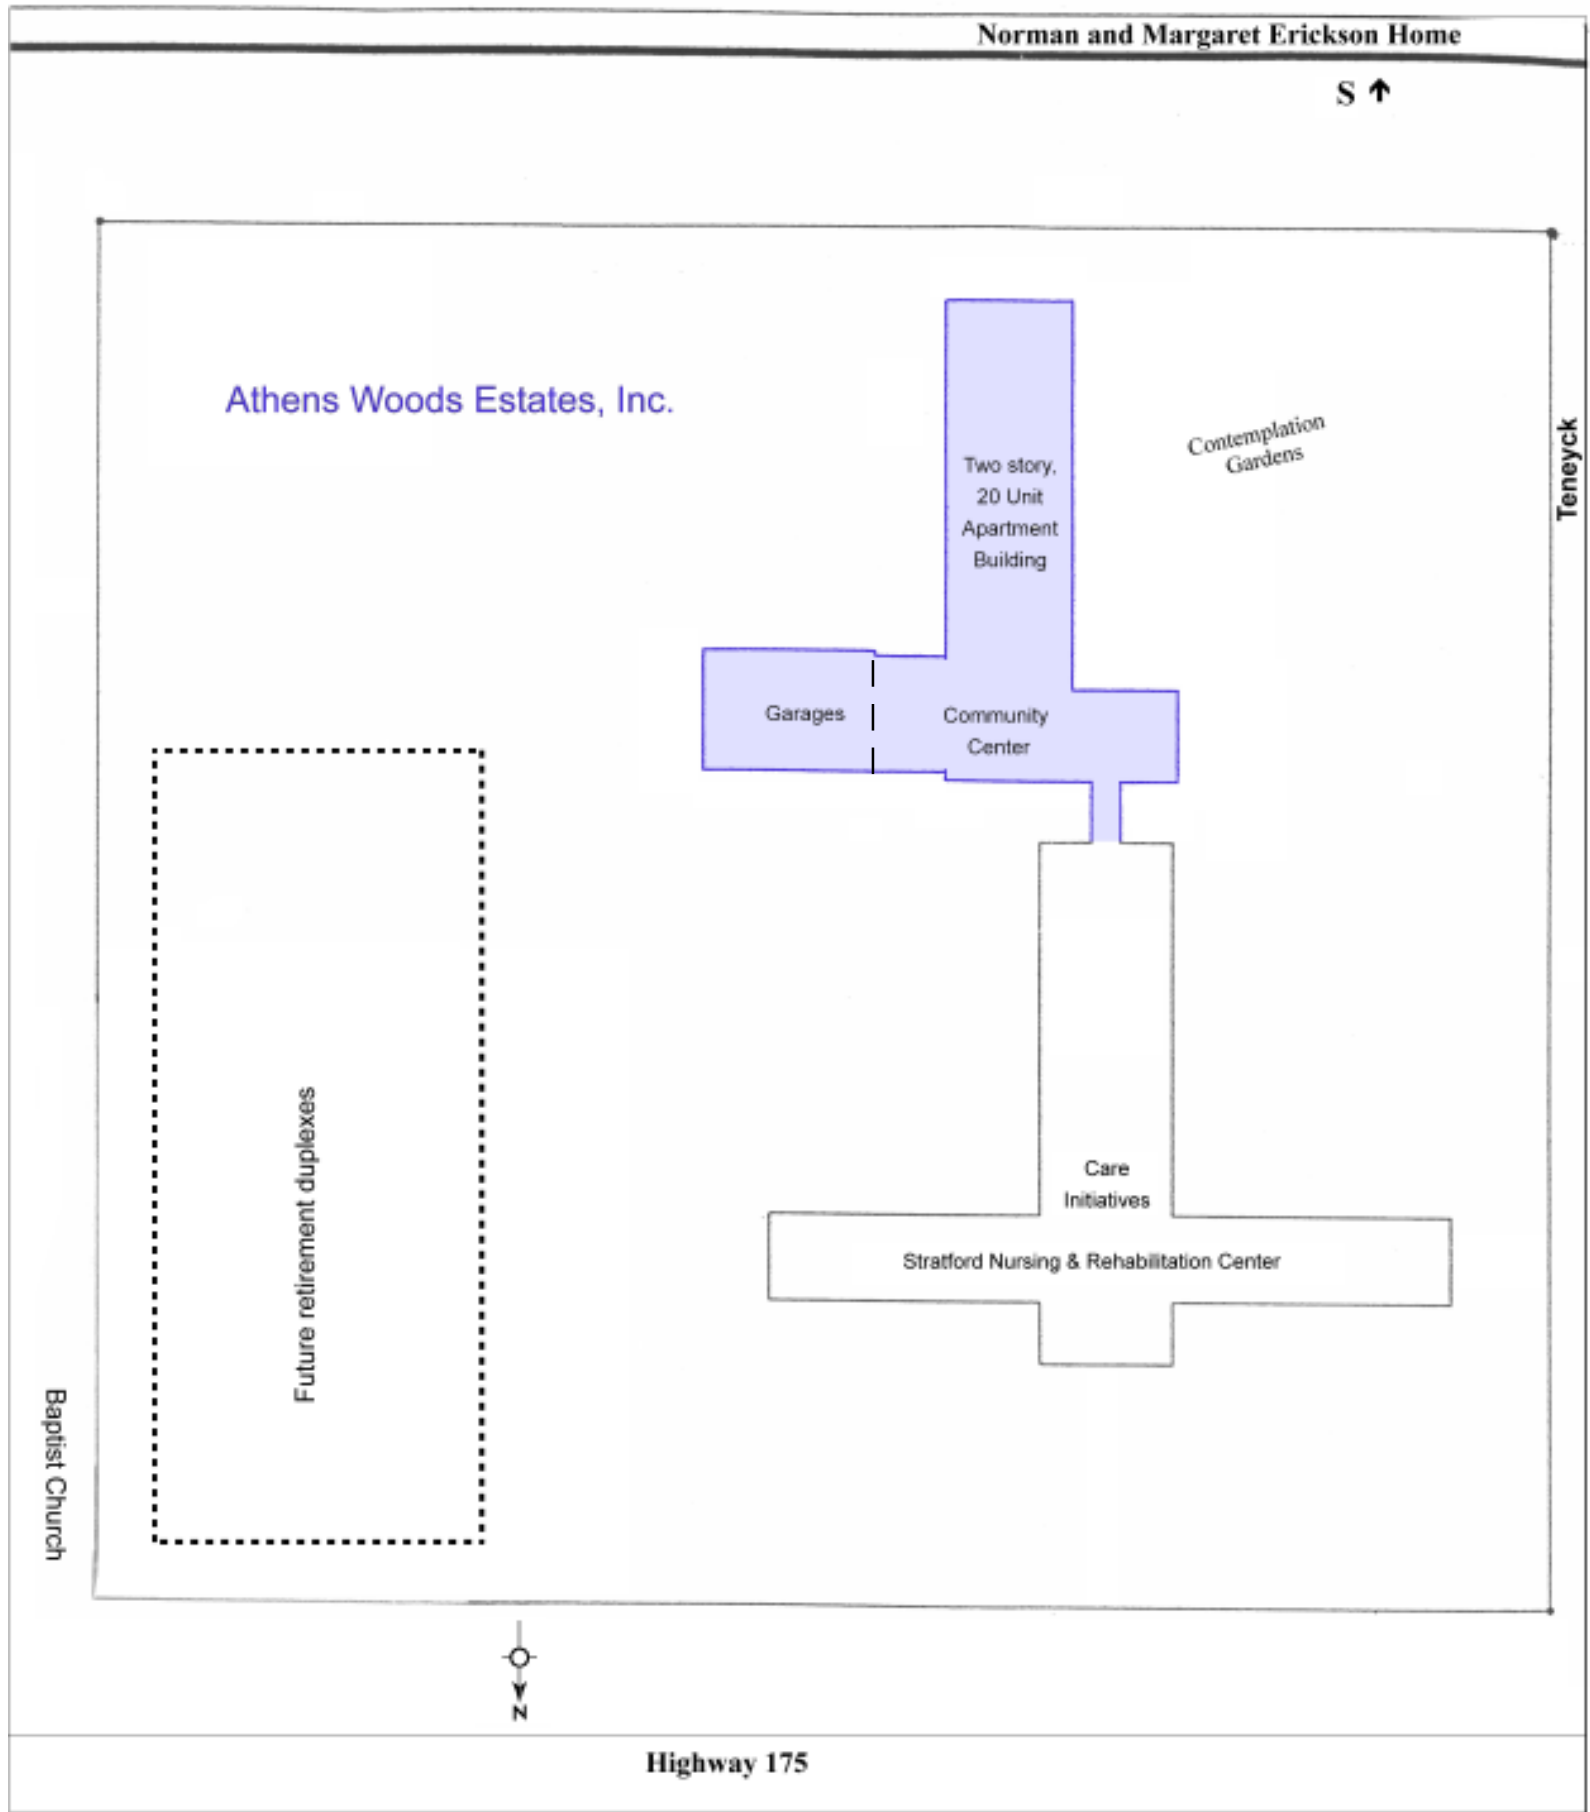 Norman and Margaret Erickson Home
S ↑
Athens Woods Estates, Inc.
Contemplation
Gardens
Teneyck
Two story,
20 Unit
Apartment
Building
Garages
Community
Center
Future retirement duplexes
Care
Initiatives
Stratford Nursing & Rehabilitation Center
Baptist Church
N
Highway 175